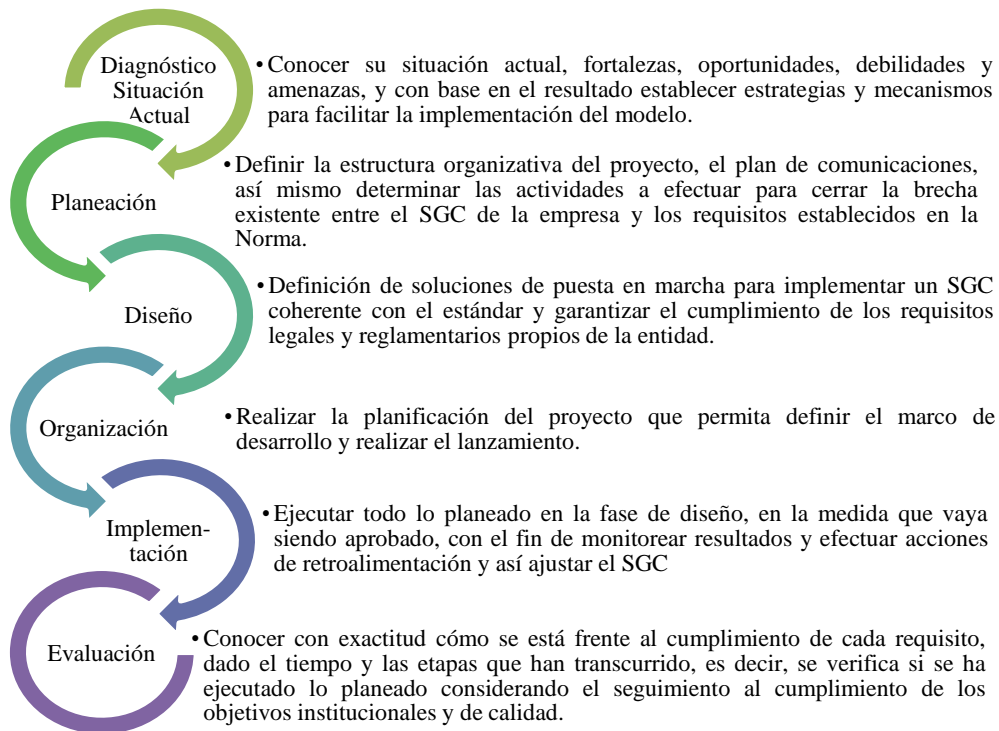 Diagnóstico
Situación
Actual
• Conocer su situación actual, fortalezas, oportunidades, debilidades y
amenazas, y con base en el resultado establecer estrategias y mecanismos
para facilitar la implementación del modelo.
Planeación
• Definir la estructura organizativa del proyecto, el plan de comunicaciones,
así mismo determinar las actividades a efectuar para cerrar la brecha
existente entre el SGC de la empresa y los requisitos establecidos en la
Norma.
Diseño
• Definición de soluciones de puesta en marcha para implementar un SGC
coherente con el estándar y garantizar el cumplimiento de los requisitos
legales y reglamentarios propios de la entidad.
Organización
• Realizar la planificación del proyecto que permita definir el marco de
desarrollo y realizar el lanzamiento.
Implemen-
tación
• Ejecutar todo lo planeado en la fase de diseño, en la medida que vaya
siendo aprobado, con el fin de monitorear resultados y efectuar acciones
de retroalimentación y así ajustar el SGC
Evaluación
• Conocer con exactitud cómo se está frente al cumplimiento de cada requisito,
dado el tiempo y las etapas que han transcurrido, es decir, se verifica si se ha
ejecutado lo planeado considerando el seguimiento al cumplimiento de los
objetivos institucionales y de calidad.